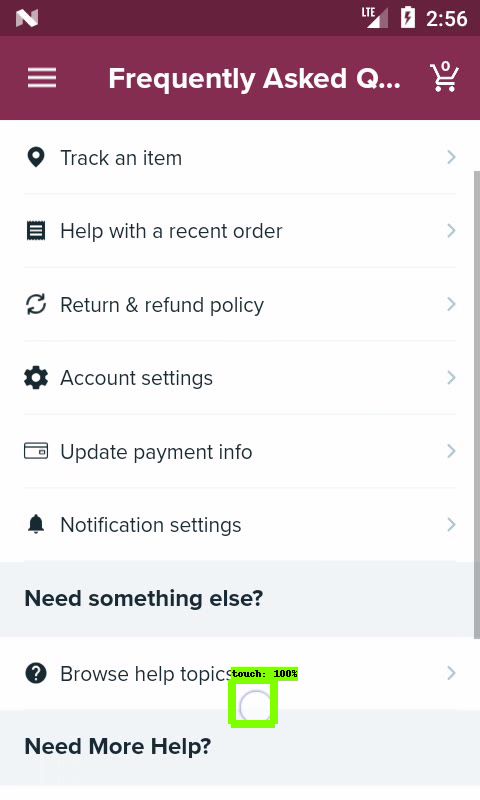 LTE 2:56
Frequently Asked Q... 0
Track an item
Help with a recent order
Return & refund policy
Account settings
Update payment info
Notification settings
Need something else?
Browse help topics
touch: 100%
Need More Help?